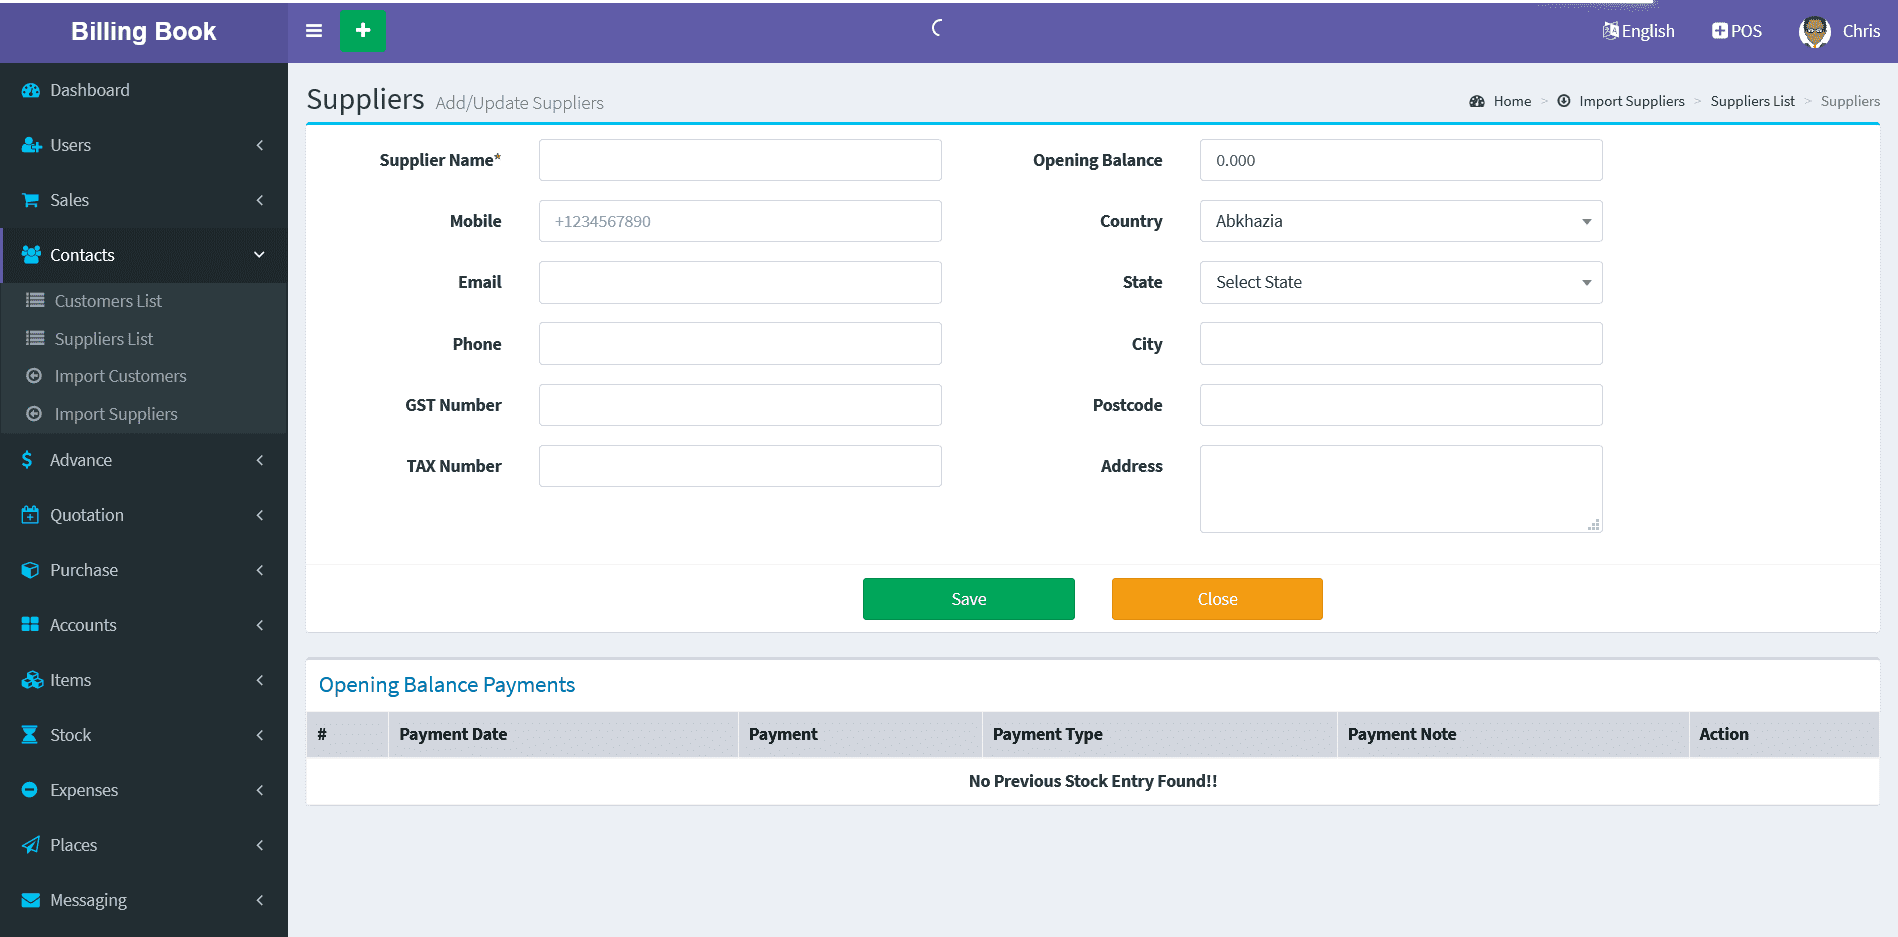 Billing Book
English
POS
Chris
Dashboard
Users
Sales
Contacts
Customers List
Suppliers List
Import Customers
Import Suppliers
Advance
Quotation
Purchase
Accounts
Items
Stock
Expenses
Places
Messaging
Suppliers Add/Update Suppliers
Home > Import Suppliers > Suppliers List > Suppliers
Supplier Name*
Mobile +1234567890
Email
Phone
GST Number
TAX Number
Opening Balance 0.000
Country Abkhazia
State Select State
City
Postcode
Address
Save Close
Opening Balance Payments
# Payment Date Payment Payment Type Payment Note Action
No Previous Stock Entry Found!!